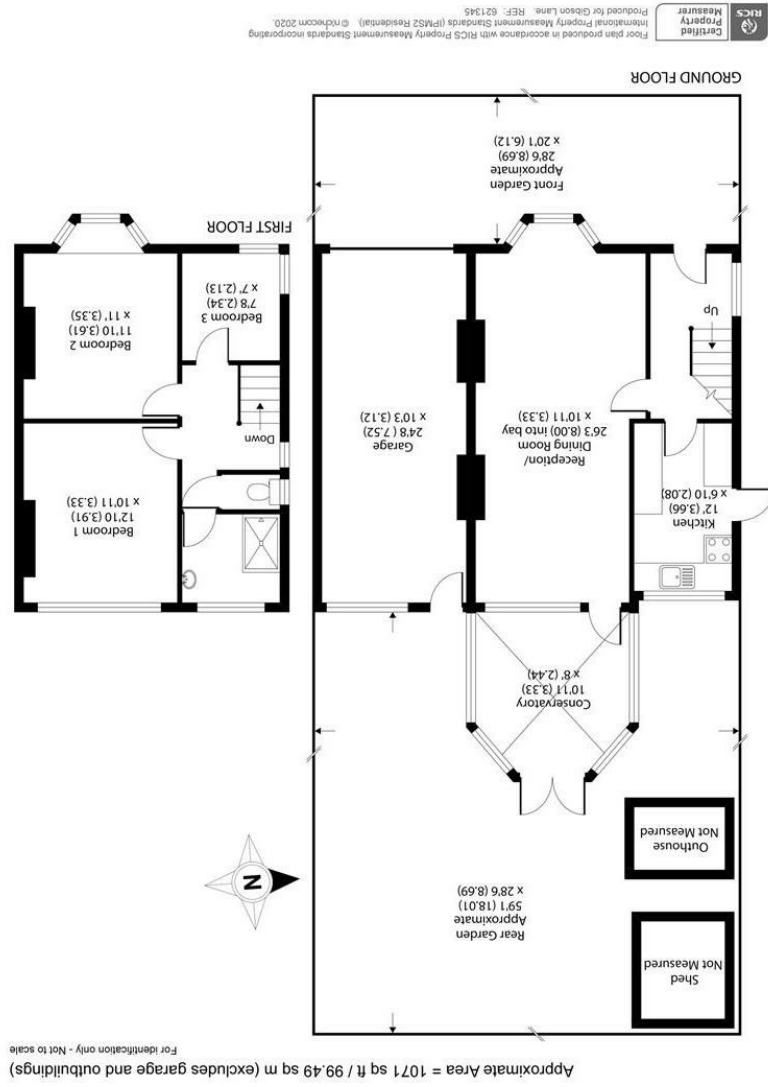 Approximate Area = 1071 sq ft / 99.49 sq m (excludes garage and outbuildings)
For identification only - Not to scale
Shed
Not Measured
Rear Garden
Approximate
59'1 (18.01)
x 28'6 (8.69)
N
Outhouse
Not Measured
Conservatory
10'11 (3.33)
x 8' (2.44)
Kitchen
12' (3.66)
x 6'10 (2.08)
Reception/
Dining Room
26'3 (8.00) into bay
x 10'11 (3.33)
Garage
24'8 (7.52)
x 10'3 (3.12)
Up
Front Garden
Approximate
28'6 (8.69)
x 20'1 (6.12)
GROUND FLOOR
Bedroom 1
12'10 (3.91)
x 10'11 (3.33)
Down
Bedroom 3
7'8 (2.34)
x 7' (2.13)
Bedroom 2
11'10 (3.61)
x 11' (3.35)
FIRST FLOOR
RICS
Certified
Property
Measurer
Floor plan produced in accordance with RICS Property Measurement Standards incorporating
International Property Measurement Standards (IPMS2 Residential). © nichecom 2020.
Produced for Gibson Lane. REF: 621345